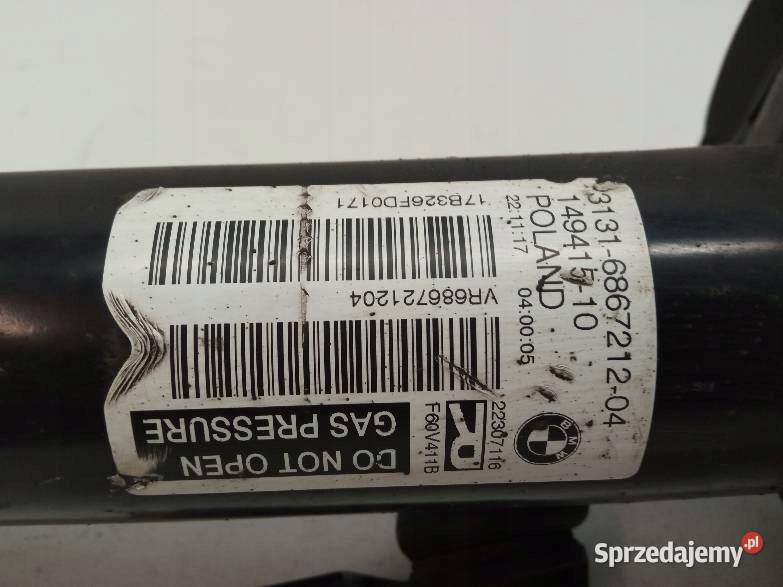 3131-6867212-04
149415-10
POLAND
22:11:17 04:00:05
17B326FD0171
VR686721204
22307116
F60V411B
BMW
DO NOT OPEN
GAS PRESSURE
Sprzedajemy.pl